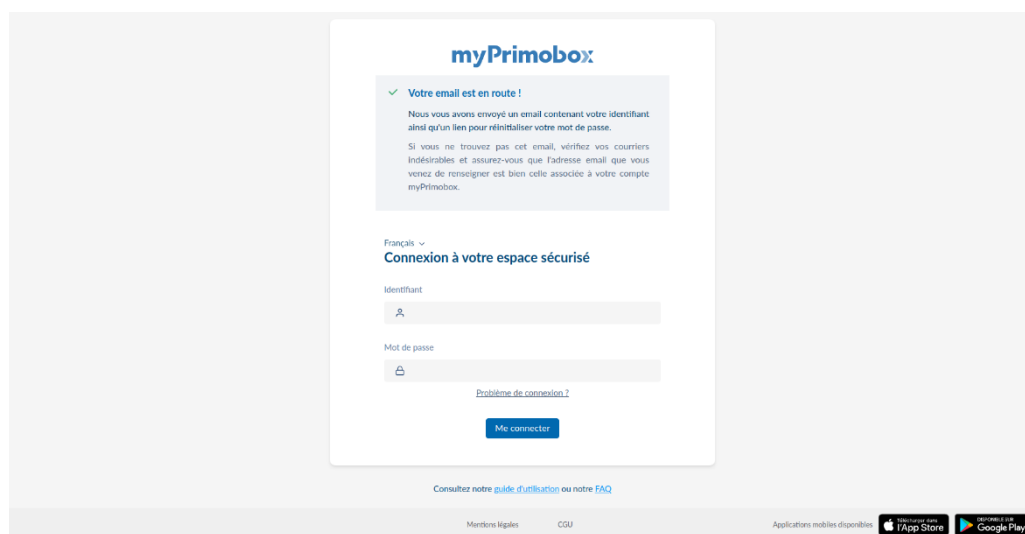 myPrimobox
Votre email est en route !
Nous vous avons envoyé un email contenant votre identifiant
ainsi qu'un lien pour réinitialiser votre mot de passe.
Si vous ne trouvez pas cet email, vérifiez vos courriers
indésirables et assurez-vous que l'adresse email que vous
venez de renseigner est bien celle associée à votre compte
myPrimobox.
Français
Connexion à votre espace sécurisé
Identifiant
Mot de passe
Problème de connexion ?
Me connecter
Consultez notre guide d'utilisation ou notre FAQ
Mentions légales CGU Applications mobiles disponibles
Télécharger dans
l'App Store
DISPONIBLE SUR
Google Play